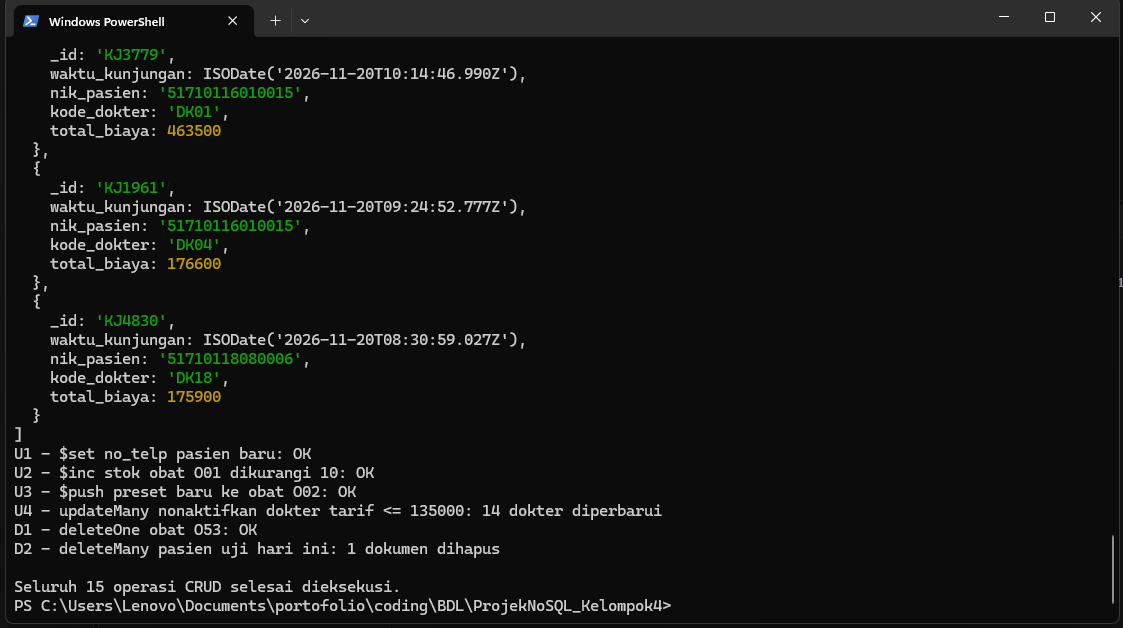 Windows PowerShell
_id: 'KJ3779',
waktu_kunjungan: ISODate('2026-11-20T10:14:46.990Z'),
nik_pasien: '51710116010015',
kode_dokter: 'DK01',
total_biaya: 463500
},
{
_id: 'KJ1961',
waktu_kunjungan: ISODate('2026-11-20T09:24:52.777Z'),
nik_pasien: '51710116010015',
kode_dokter: 'DK04',
total_biaya: 176600
},
{
_id: 'KJ4830',
waktu_kunjungan: ISODate('2026-11-20T08:30:59.027Z'),
nik_pasien: '51710118080006',
kode_dokter: 'DK18',
total_biaya: 175900
}
]
U1 - $set no_telp pasien baru: OK
U2 - $inc stok obat O01 dikurangi 10: OK
U3 - $push preset baru ke obat O02: OK
U4 - updateMany nonaktifkan dokter tarif <= 135000: 14 dokter diperbarui
D1 - deleteOne obat O53: OK
D2 - deleteMany pasien uji hari ini: 1 dokumen dihapus
Seluruh 15 operasi CRUD selesai dieksekusi.
PS C:\Users\Lenovo\Documents\portofolio\coding\BDL\ProjekNoSQL_Kelompok4>